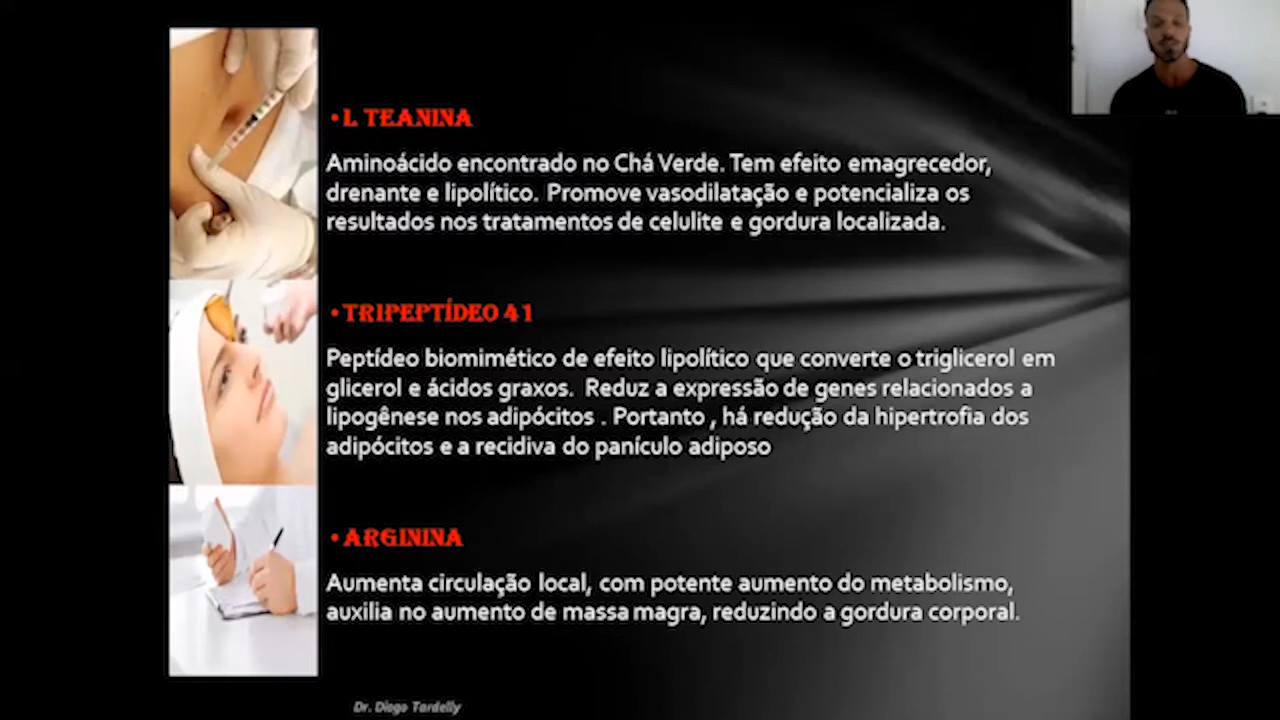 • L TEANINA
Aminoácido encontrado no Chá Verde. Tem efeito emagrecedor,
drenante e lipolítico. Promove vasodilatação e potencializa os
resultados nos tratamentos de celulite e gordura localizada.
• TRIPEPTÍDEO 41
Peptídeo biomimético de efeito lipolítico que converte o triglicerol em
glicerol e ácidos graxos. Reduz a expressão de genes relacionados a
lipogênese nos adipócitos . Portanto , há redução da hipertrofia dos
adipócitos e a recidiva do panículo adiposo
• ARGININA
Aumenta circulação local, com potente aumento do metabolismo,
auxilia no aumento de massa magra, reduzindo a gordura corporal.
Dr. Diogo Tardelly